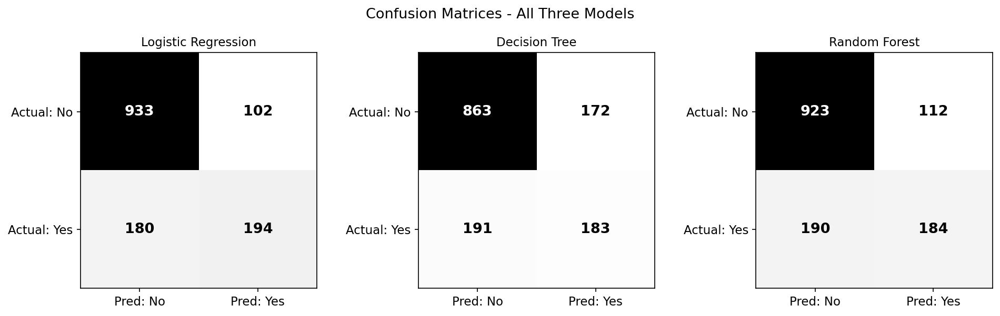 Confusion Matrices - All Three Models
Logistic Regression
Actual: No
933
102
Actual: Yes
180
194
Pred: No
Pred: Yes
Decision Tree
Actual: No
863
172
Actual: Yes
191
183
Pred: No
Pred: Yes
Random Forest
Actual: No
923
112
Actual: Yes
190
184
Pred: No
Pred: Yes